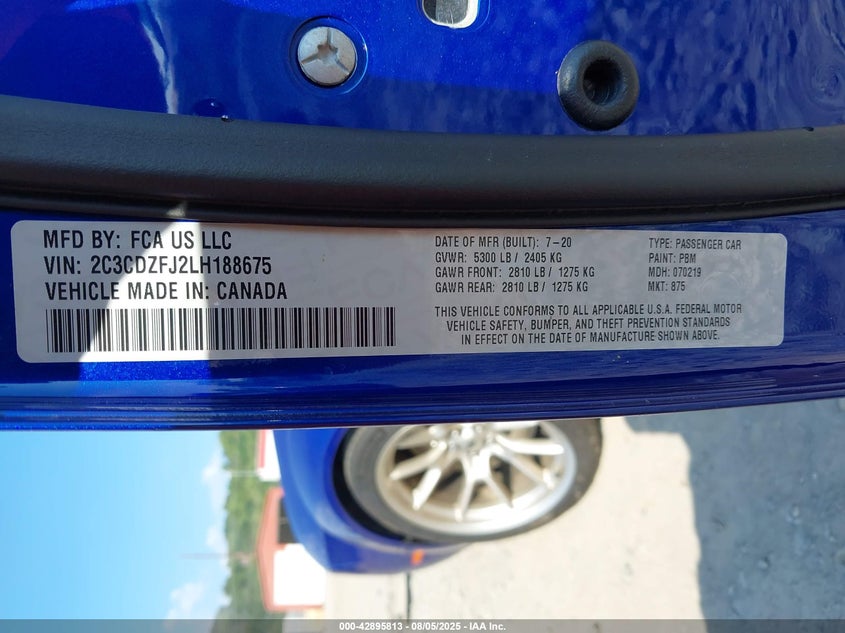 MFD BY: FCA US LLC
VIN: 2C3CDZFJ2LH188675
VEHICLE MADE IN: CANADA
DATE OF MFR (BUILT): 7-20
GVWR: 5300 LB / 2405 KG
GAWR FRONT: 2810 LB / 1275 KG
GAWR REAR: 2810 LB / 1275 KG
TYPE: PASSENGER CAR
PAINT: PBM
MDH: 070219
MKT: 875
THIS VEHICLE CONFORMS TO ALL APPLICABLE U.S.A. FEDERAL MOTOR
VEHICLE SAFETY, BUMPER, AND THEFT PREVENTION STANDARDS
IN EFFECT ON THE DATE OF MANUFACTURE SHOWN ABOVE.
000-42895813 - 08/05/2025 - IAA Inc.